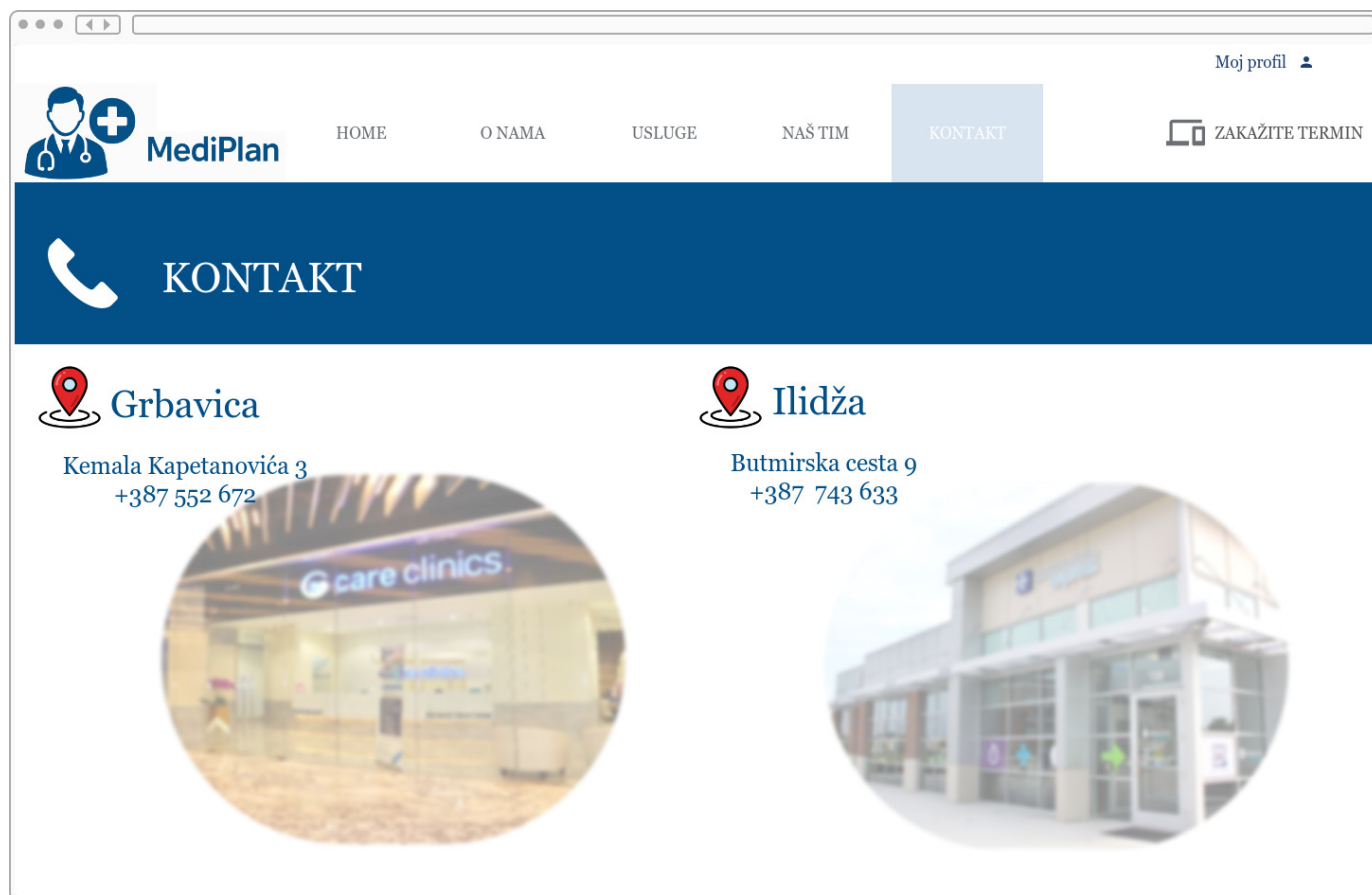 Moj profil
MediPlan
HOME
O NAMA
USLUGE
NAŠ TIM
KONTAKT
ZAKAŽITE TERMIN
KONTAKT
Grbavica
Kemala Kapetanovića 3
+387 552 672
care clinics
Ilidža
Butmirska cesta 9
+387 743 633